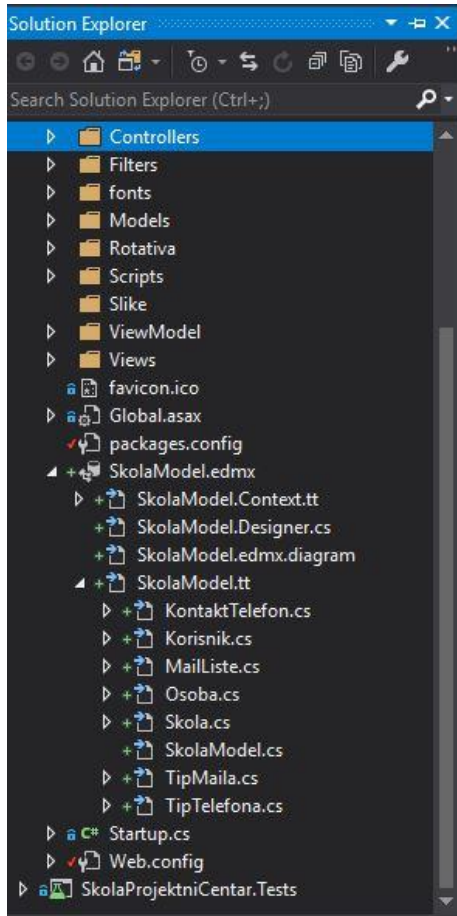 Solution Explorer
Search Solution Explorer (Ctrl+;)
Controllers
Filters
fonts
Models
Rotativa
Scripts
Slike
ViewModel
Views
favicon.ico
Global.asax
packages.config
SkolaModel.edmx
SkolaModel.Context.tt
SkolaModel.Designer.cs
SkolaModel.edmx.diagram
SkolaModel.tt
KontaktTelefon.cs
Korisnik.cs
MailListe.cs
Osoba.cs
Skola.cs
SkolaModel.cs
TipMaila.cs
TipTelefona.cs
C# Startup.cs
Web.config
SkolaProjektniCentar.Tests